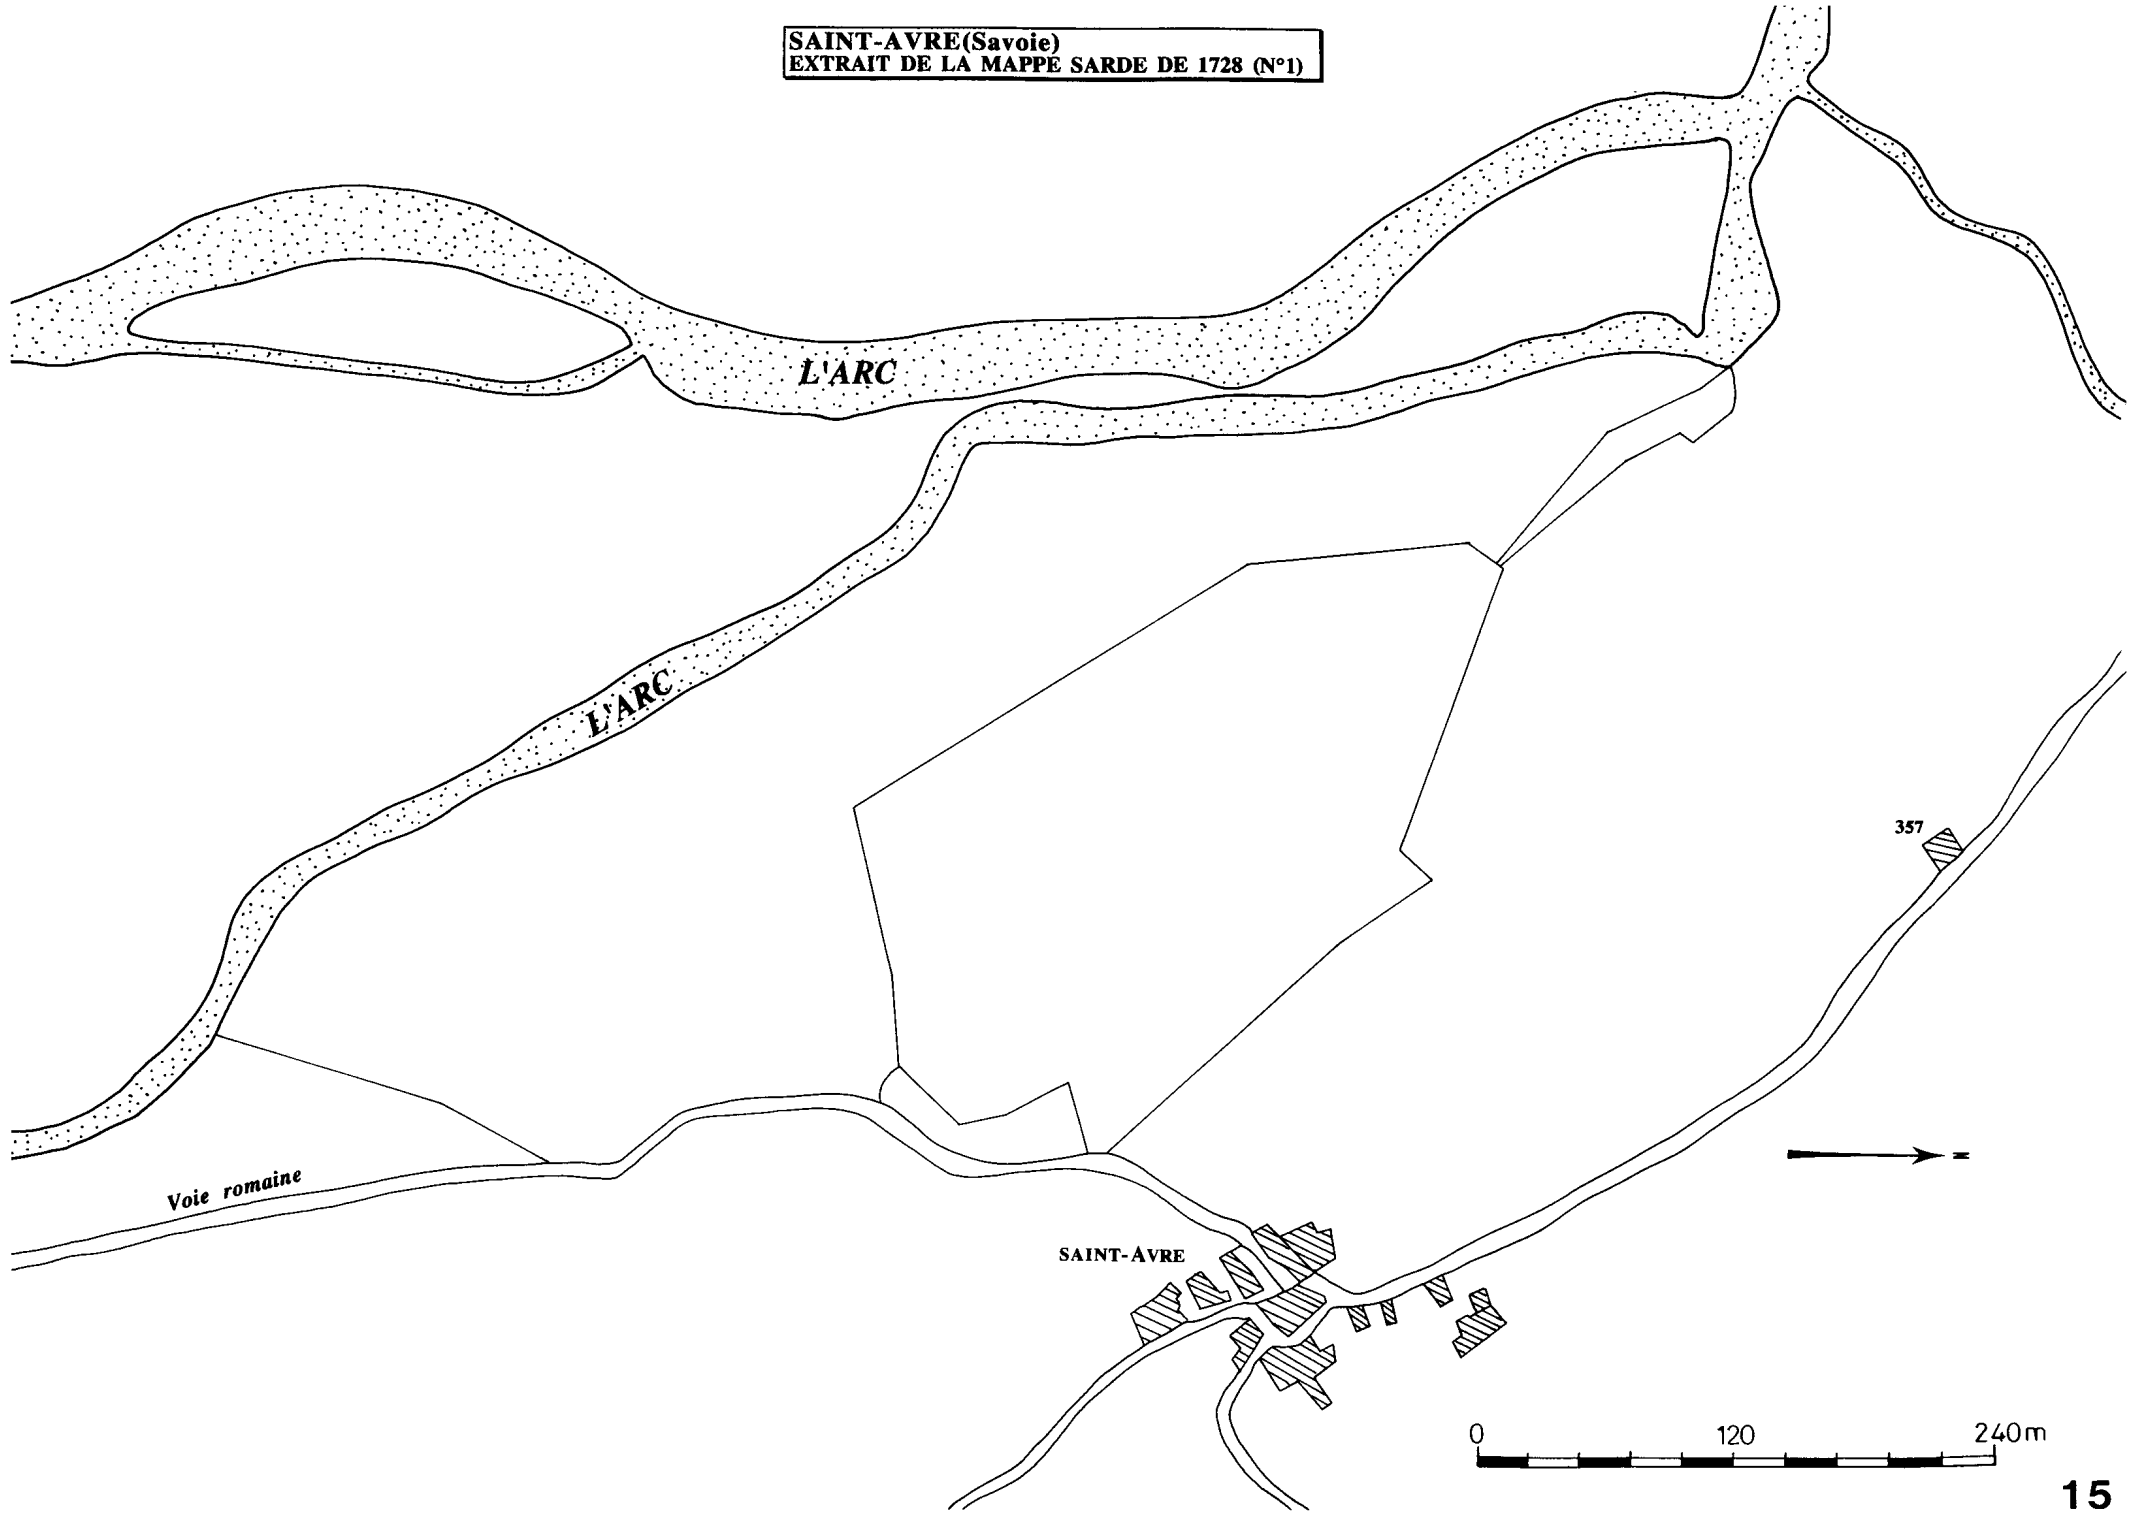 SAINT-AVRE(Savoie)
EXTRAIT DE LA MAPPE SARDE DE 1728 (N°1)
L'ARC
L'ARC
357
N
Voie romaine
SAINT-AVRE
0 120 240m
15